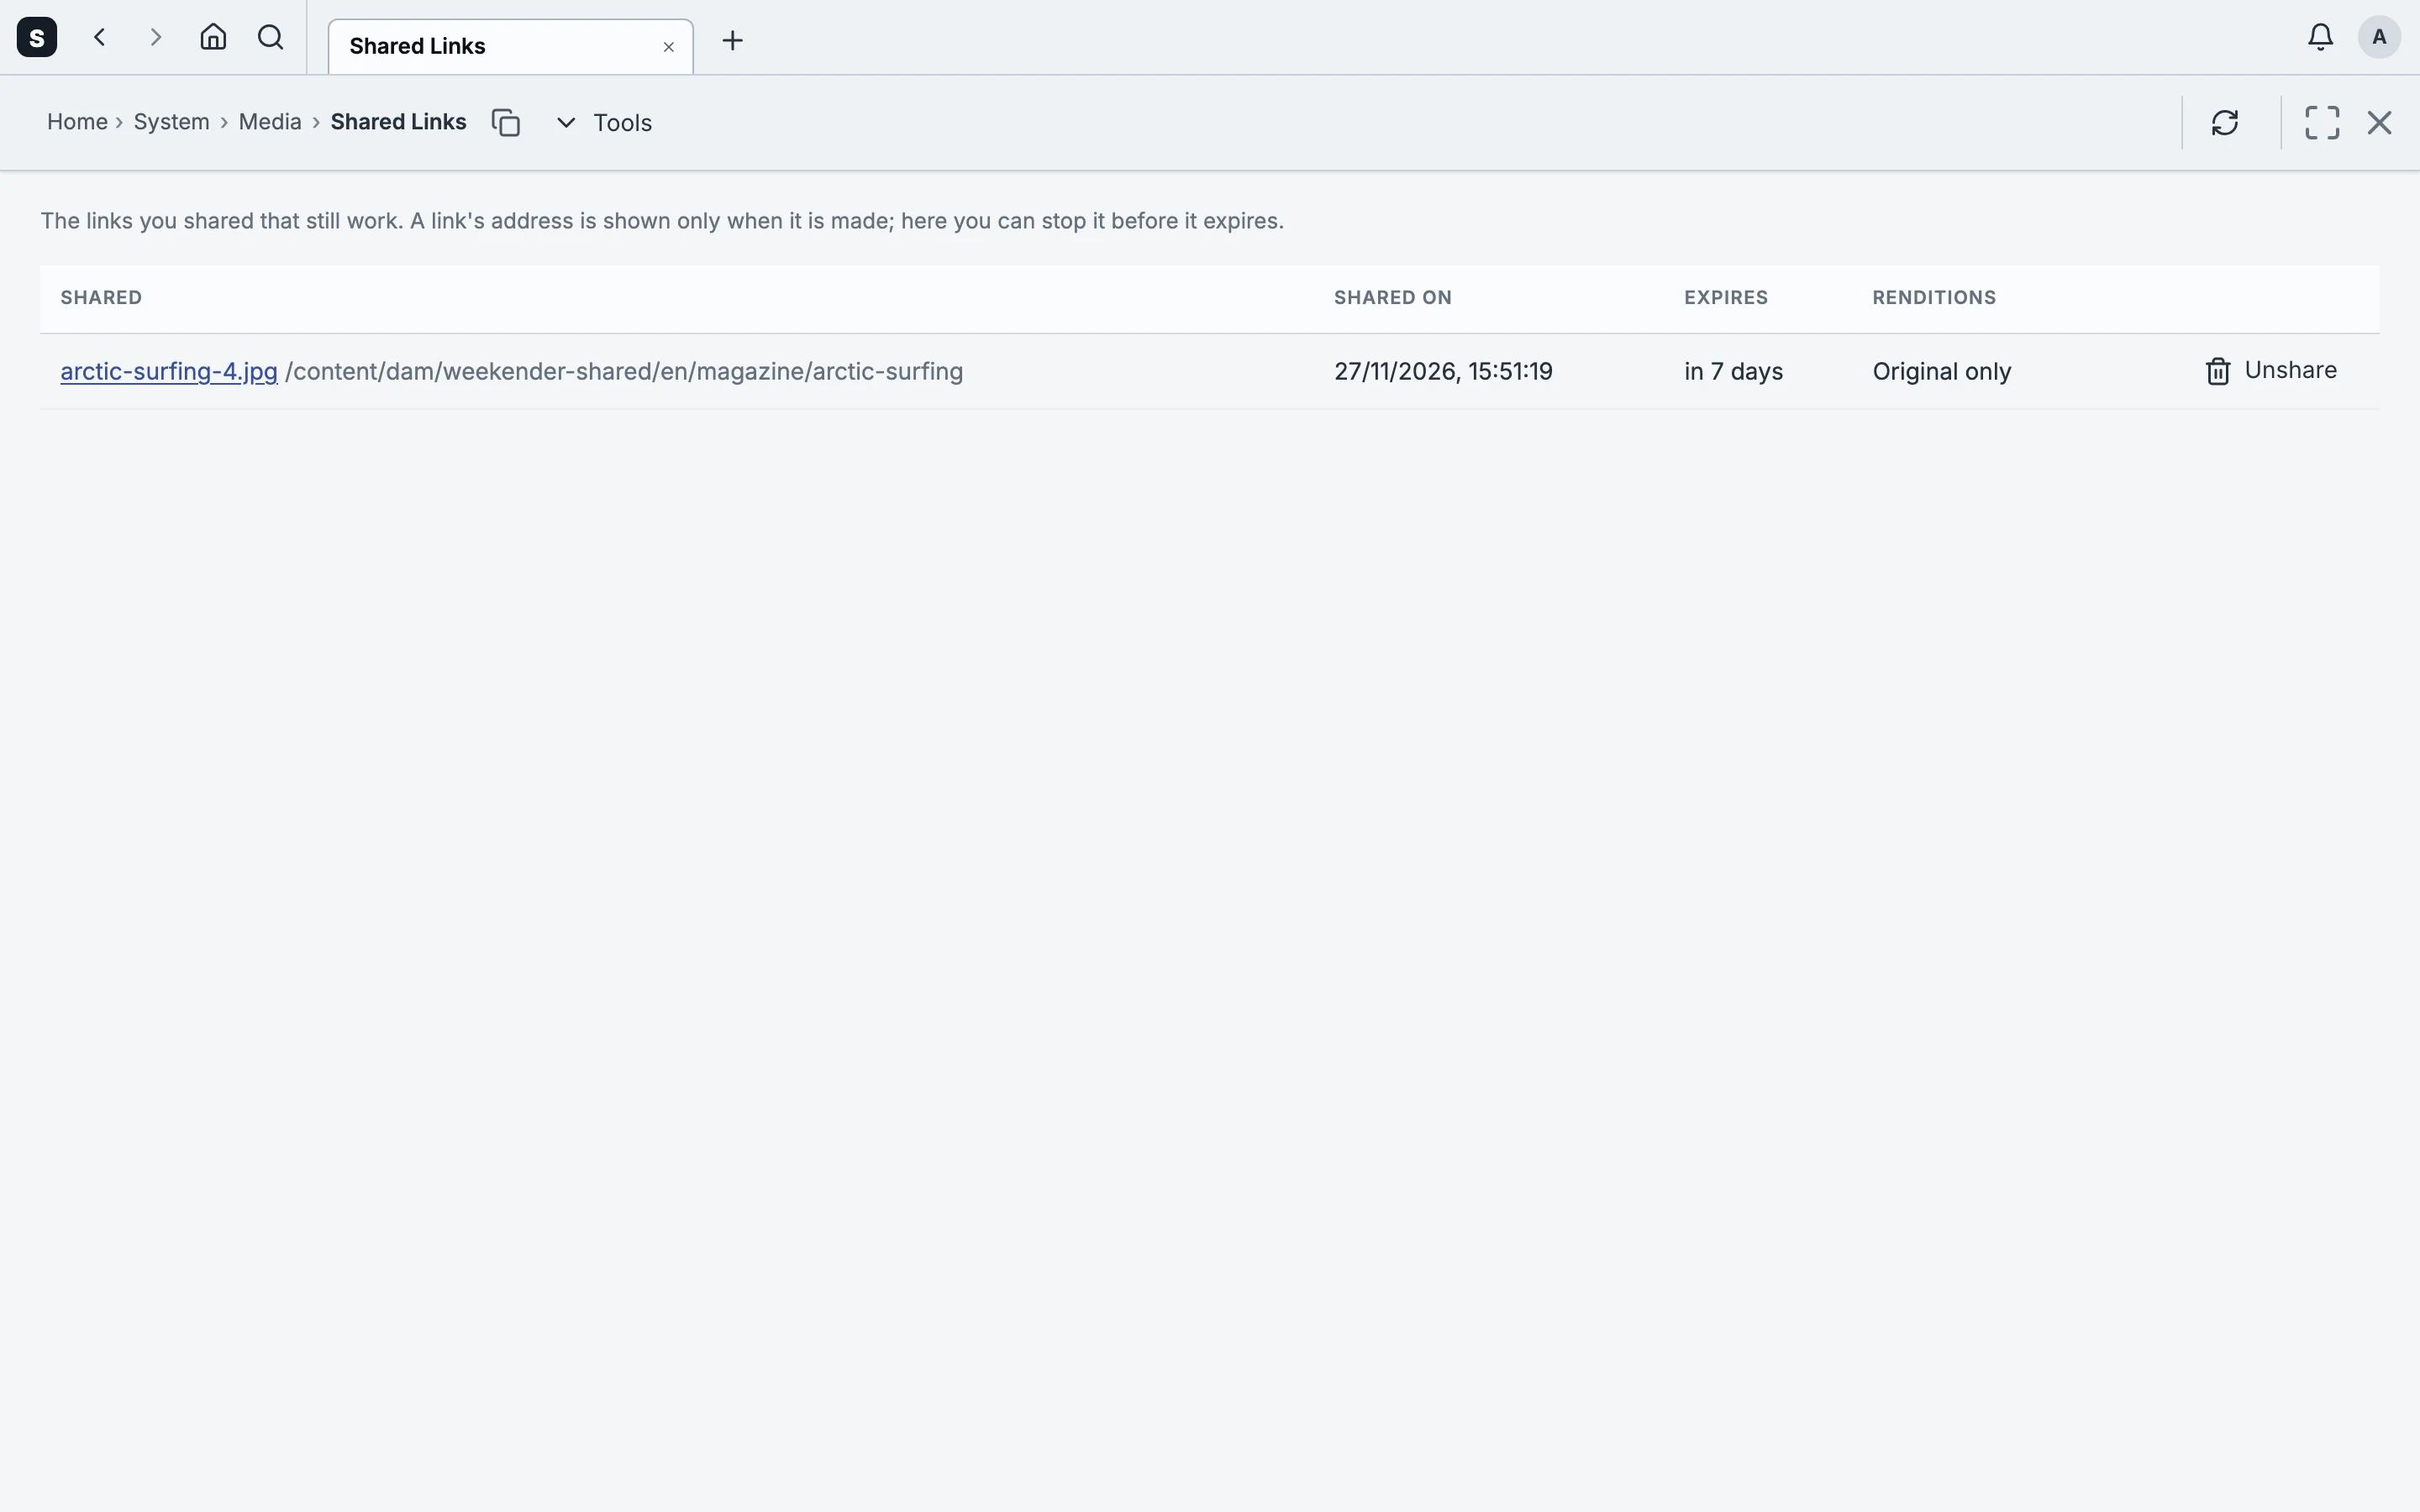 S
Shared Links
A
Home › System › Media › Shared Links
Tools
The links you shared that still work. A link's address is shown only when it is made; here you can stop it before it expires.
SHARED SHARED ON EXPIRES RENDITIONS
arctic-surfing-4.jpg /content/dam/weekender-shared/en/magazine/arctic-surfing 27/11/2026, 15:51:19 in 7 days Original only Unshare